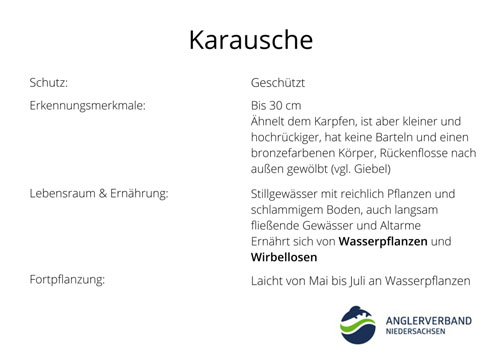 Karausche
Schutz: Geschützt
Erkennungsmerkmale: Bis 30 cm
Ähnelt dem Karpfen, ist aber kleiner und
hochrückiger, hat keine Barteln und einen
bronzefarbenen Körper, Rückenflosse nach
außen gewölbt (vgl. Giebel)
Lebensraum & Ernährung: Stillgewässer mit reichlich Pflanzen und
schlammigem Boden, auch langsam
fließende Gewässer und Altarme
Ernährt sich von Wasserpflanzen und
Wirbellosen
Fortpflanzung: Laicht von Mai bis Juli an Wasserpflanzen
ANGLERVERBAND
NIEDERSACHSEN